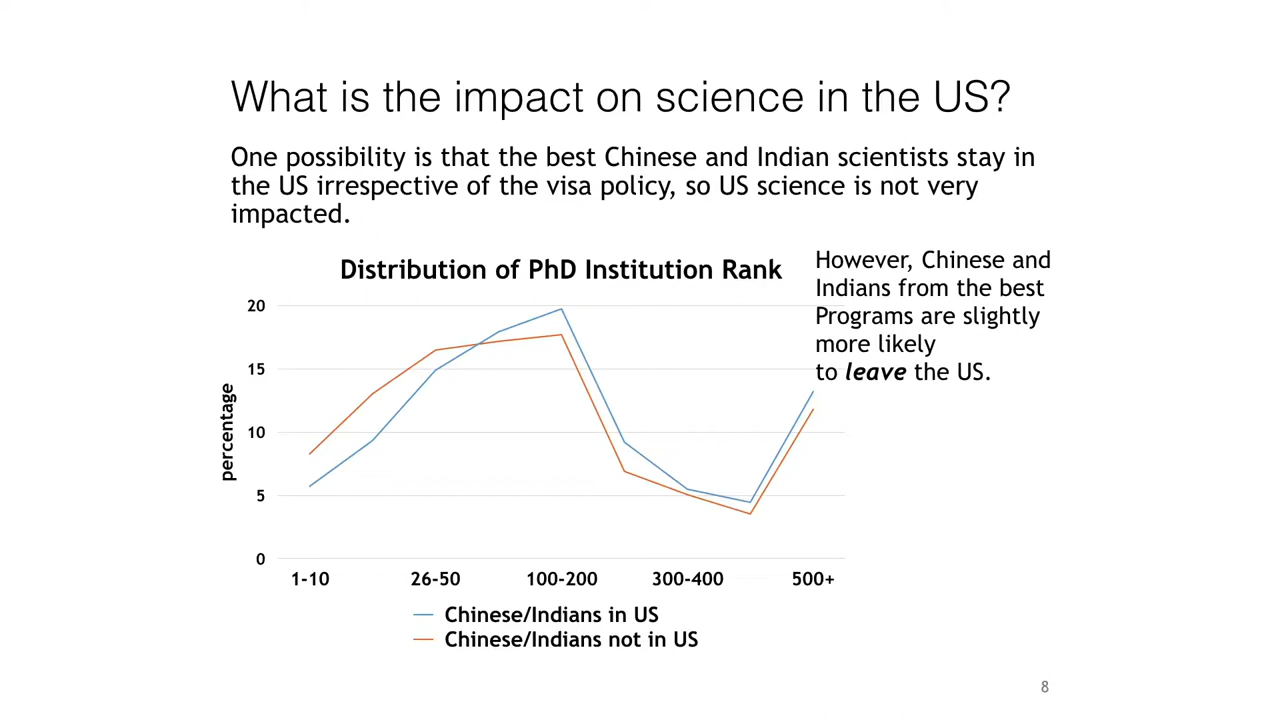 What is the impact on science in the US?
One possibility is that the best Chinese and Indian scientists stay in
the US irrespective of the visa policy, so US science is not very
impacted.
However, Chinese and
Indians from the best
Programs are slightly
more likely
to leave the US.
Distribution of PhD Institution Rank
percentage
20
15
10
5
0
1-10 26-50 100-200 300-400 500+
Chinese/Indians in US
Chinese/Indians not in US
8